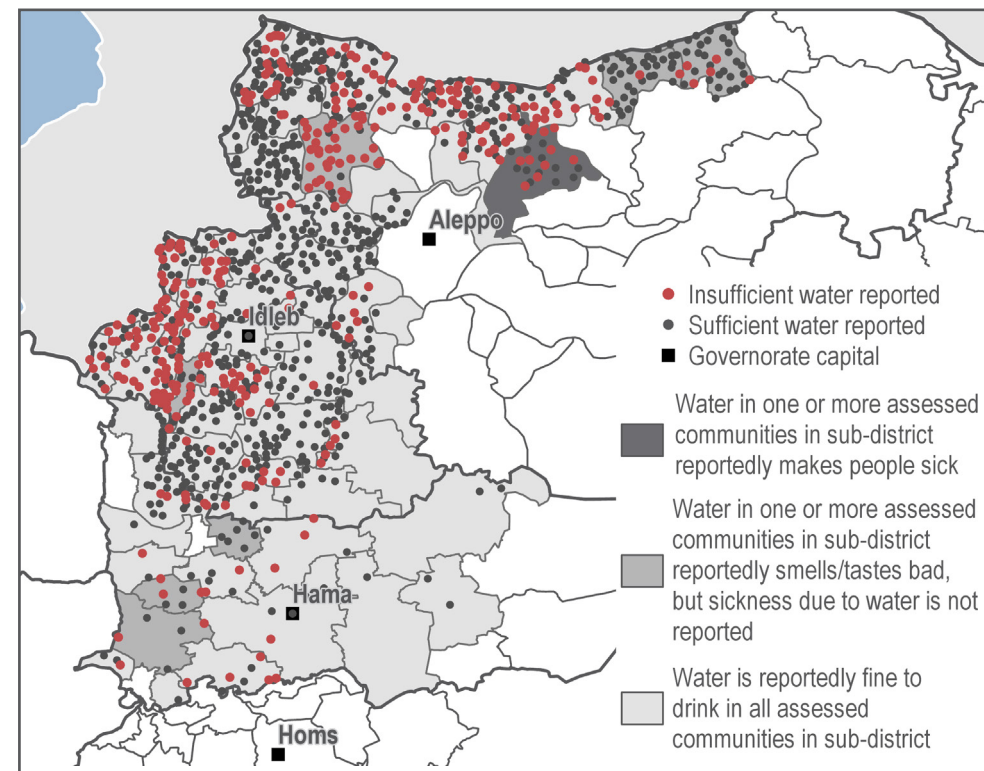 Aleppo
Idleb
Hama
Homs
Insufficient water reported
Sufficient water reported
Governorate capital
Water in one or more assessed
communities in sub-district
reportedly makes people sick
Water in one or more assessed
communities in sub-district
reportedly smells/tastes bad,
but sickness due to water is not
reported
Water is reportedly fine to
drink in all assessed
communities in sub-district